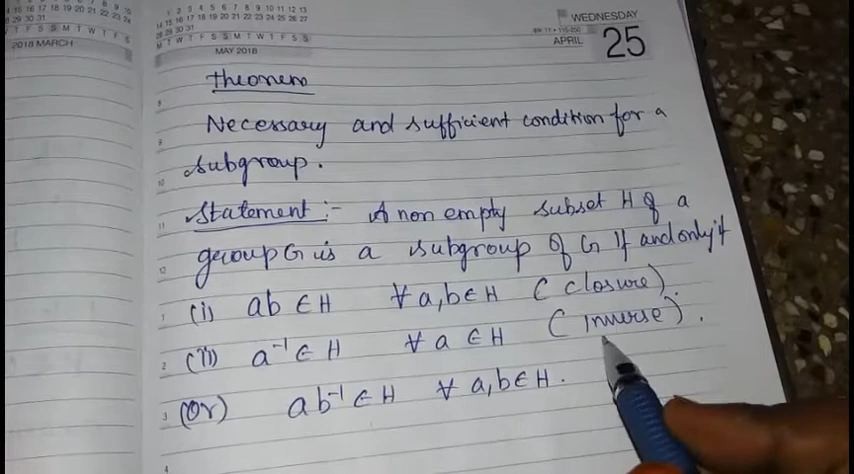 2018 MARCH
MAY 2018
WEDNESDAY
APRIL 25
Theorem
Necessary and sufficient condition for a
subgroup.
Statement :- A non empty subset H of a
group G is a subgroup of G If and only if
(i) ab ∈ H ∀ a,b ∈ H ( closure ).
(ii) a⁻¹ ∈ H ∀ a ∈ H ( inverse ).
(or) ab⁻¹ ∈ H ∀ a,b ∈ H.